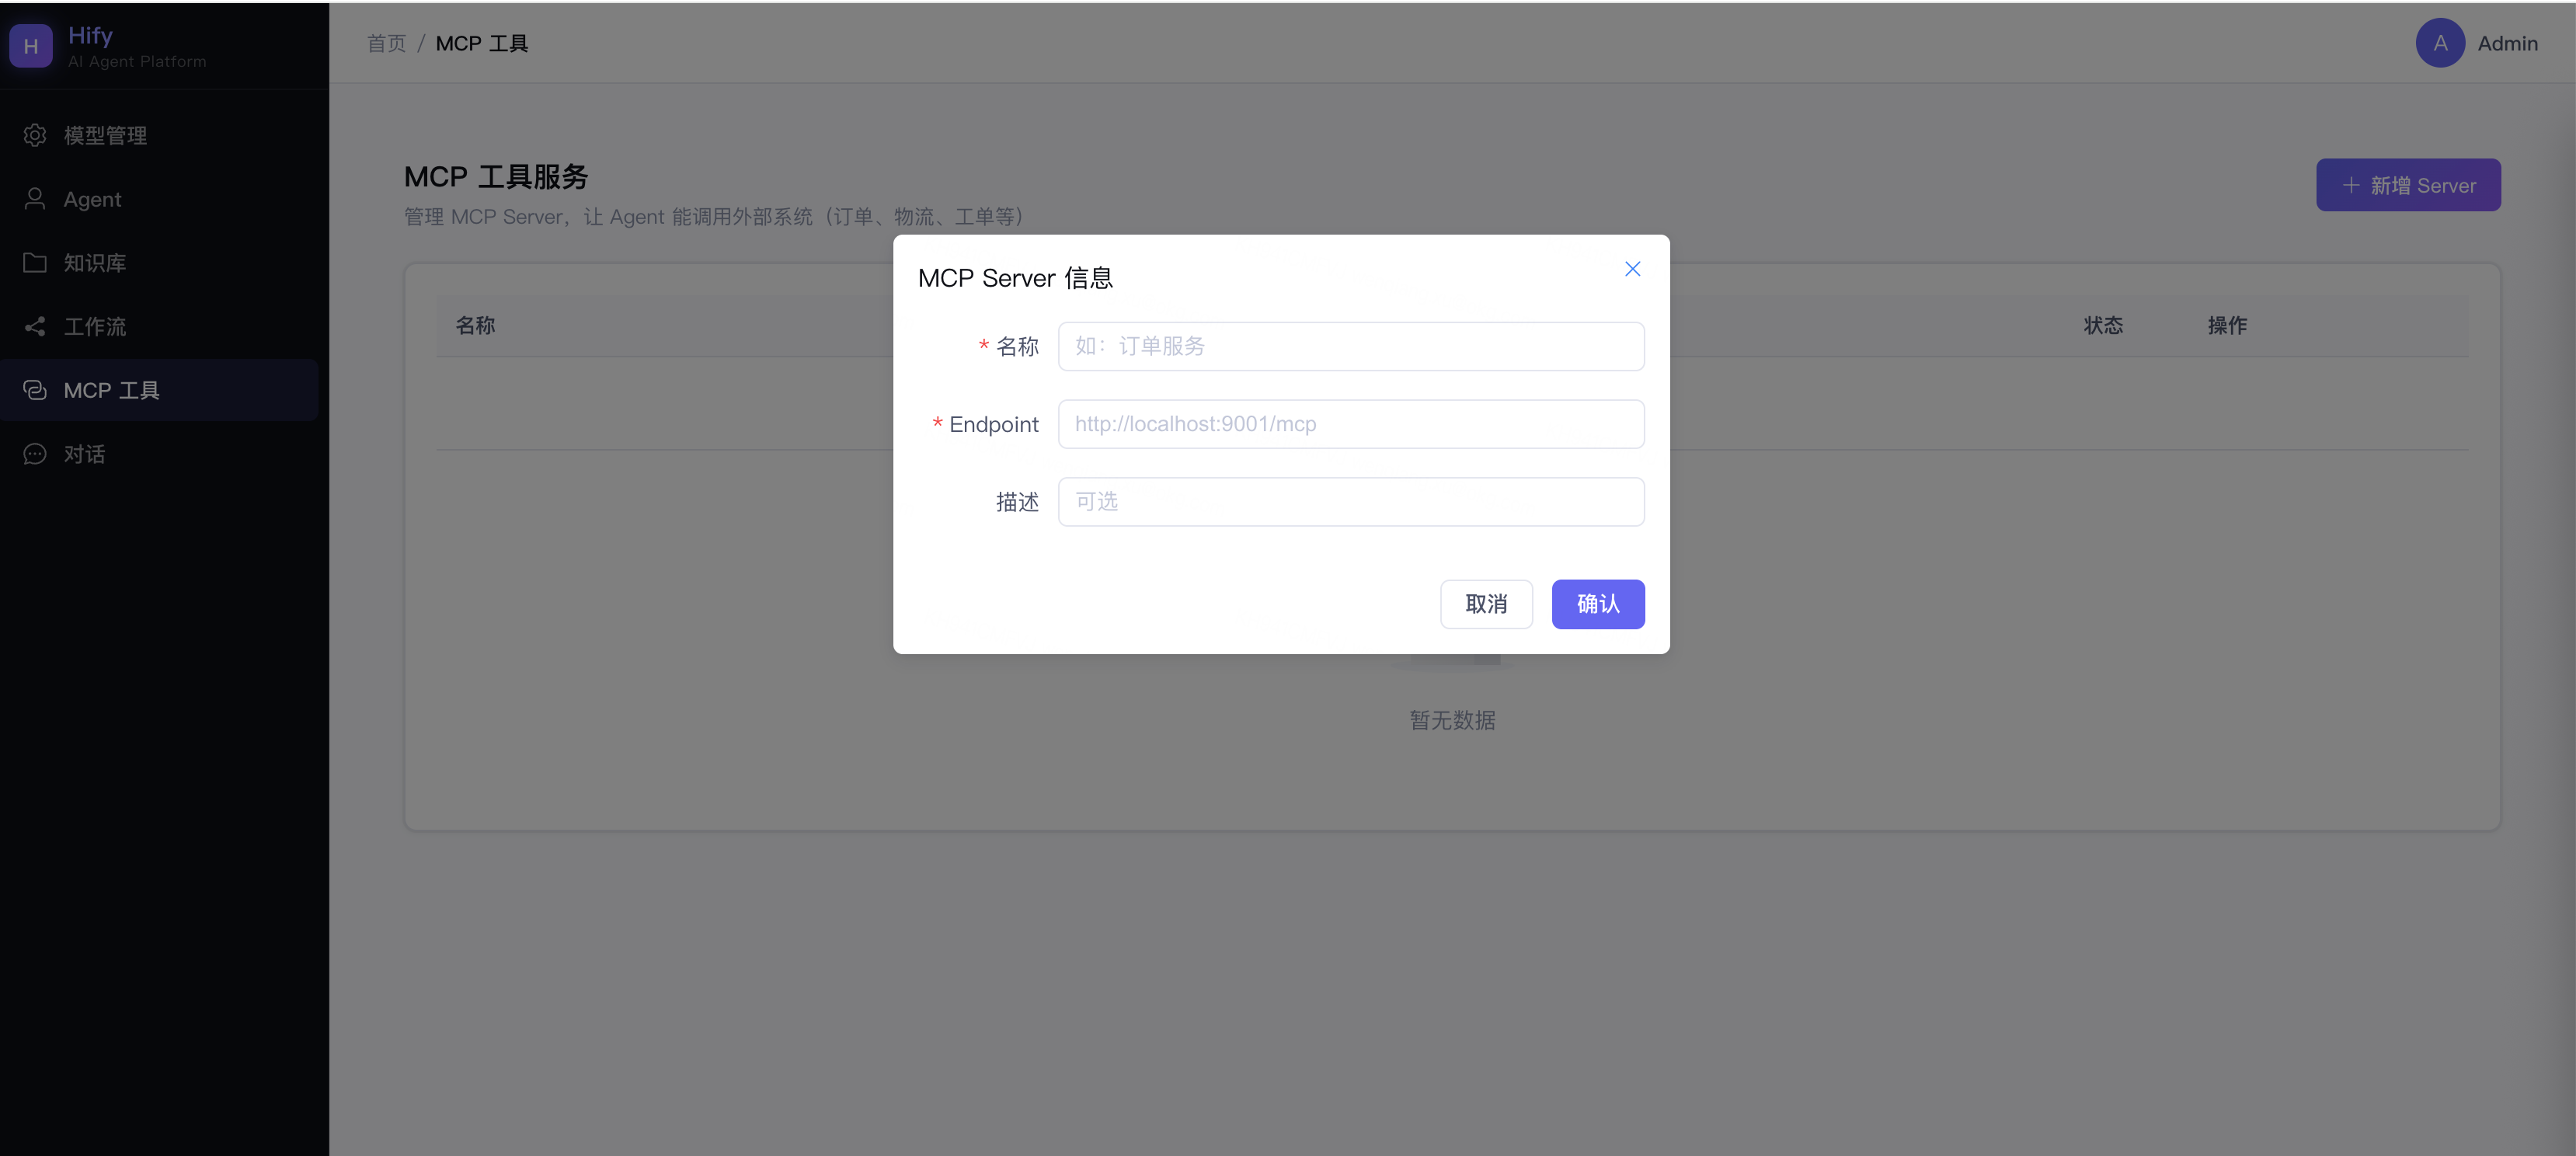 H
Hify
AI Agent Platform
模型管理
Agent
知识库
工作流
MCP 工具
对话
首页 / MCP 工具
A
Admin
MCP 工具服务
管理 MCP Server，让 Agent 能调用外部系统（订单、物流、工单等）
新增 Server
名称
状态
操作
MCP Server 信息
* 名称
如：订单服务
* Endpoint
http://localhost:9001/mcp
描述
可选
取消
确认
暂无数据